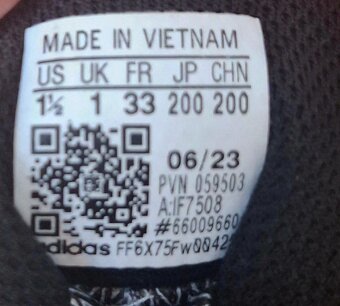 MADE IN VIETNAM
US UK FR JP CHN
1½ 1 33 200 200
06/23
PVN 059503
A:IF7508
#66009660
adidas FF6X75FW0042